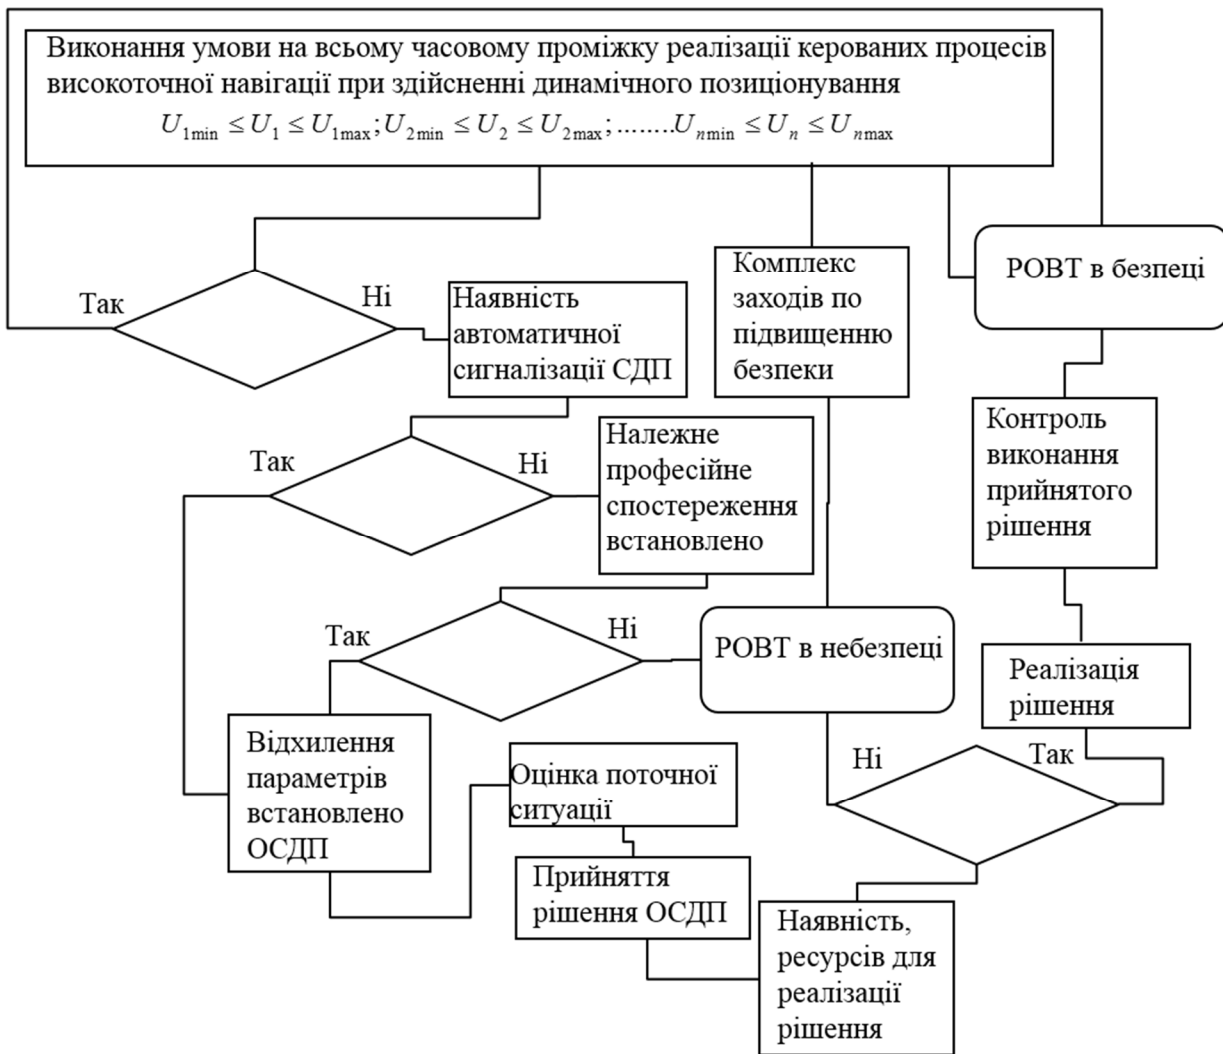 Виконання умови на всьому часовому проміжку реалізації керованих процесів
високоточної навігації при здійсненні динамічного позиціонування
U1min ≤ U1 ≤ U1max; U2min ≤ U2 ≤ U2max; ........Unmin ≤ Un ≤ Unmax
Так
Ні
Наявність
автоматичної
сигналізації СДП
Комплекс
заходів по
підвищенню
безпеки
РОВТ в безпеці
Так
Ні
Належне
професійне
спостереження
встановлено
Контроль
виконання
прийнятого
рішення
Так
Ні
РОВТ в небезпеці
Реалізація
рішення
Відхилення
параметрів
встановлено
ОСДП
Оцінка поточної
ситуації
Ні
Так
Прийняття
рішення ОСДП
Наявність,
ресурсів для
реалізації
рішення